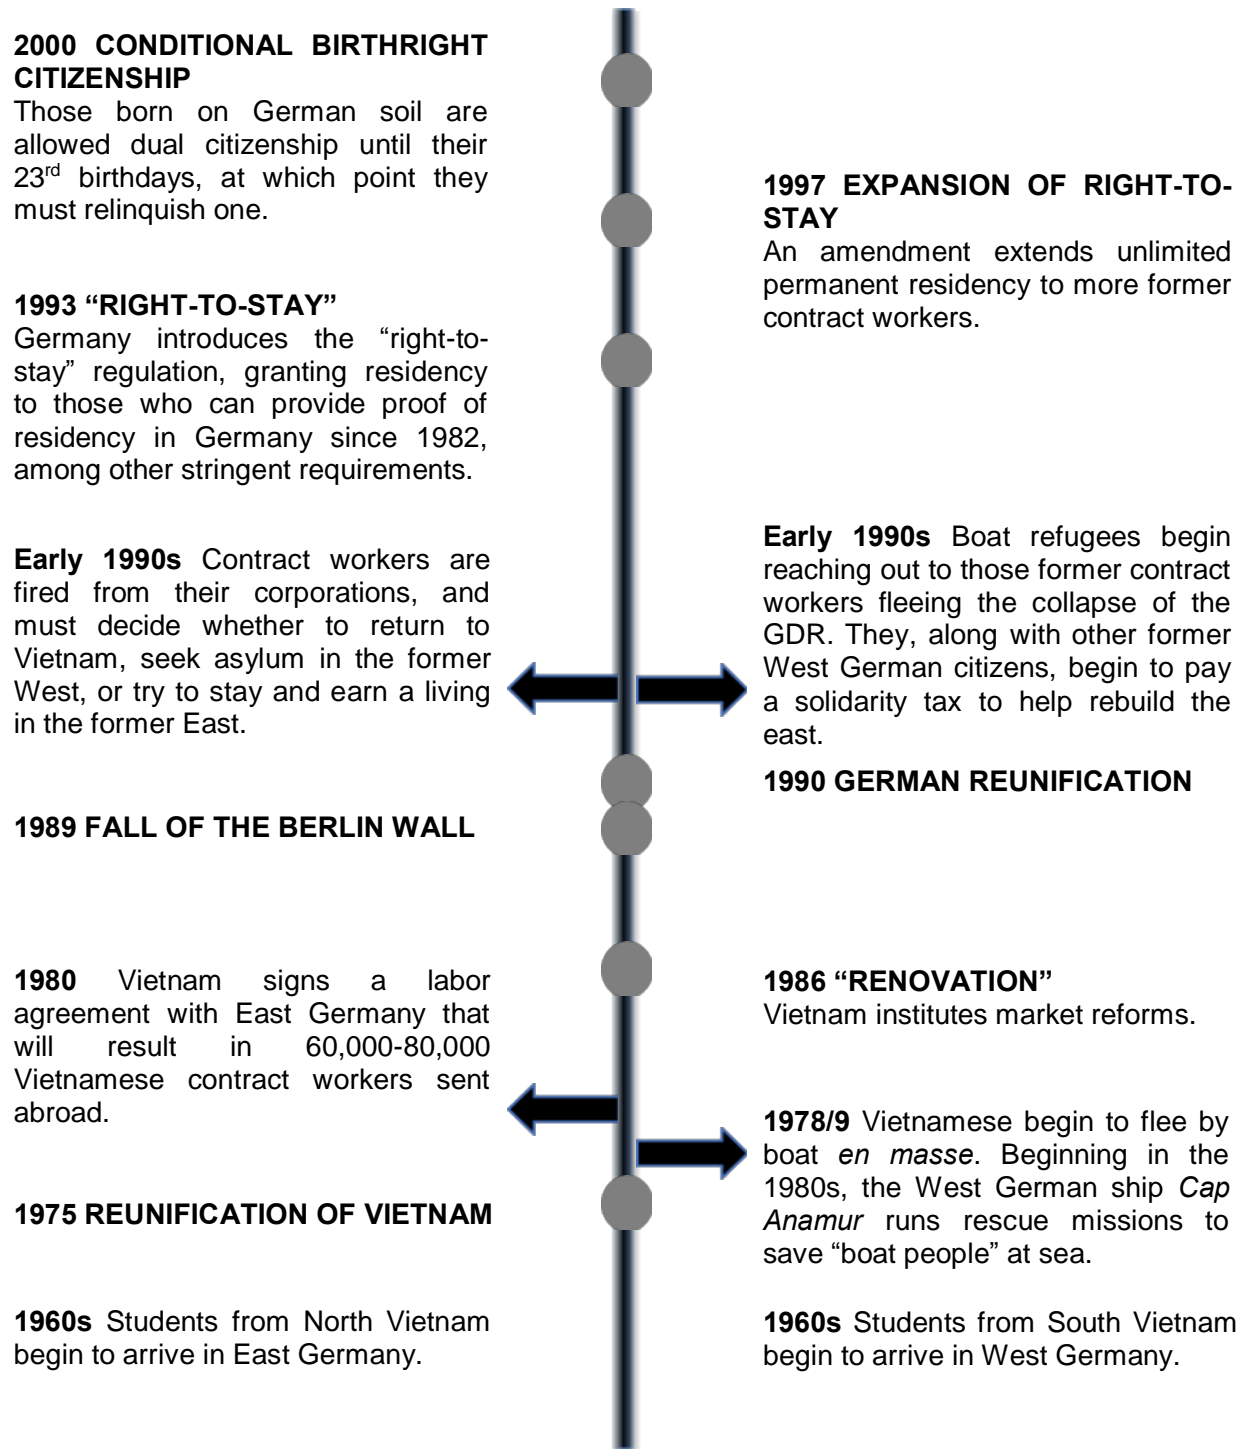 2000 CONDITIONAL BIRTHRIGHT
CITIZENSHIP
Those born on German soil are
allowed dual citizenship until their
23rd birthdays, at which point they
must relinquish one.
1997 EXPANSION OF RIGHT-TO-
STAY
An amendment extends unlimited
permanent residency to more former
contract workers.
1993 “RIGHT-TO-STAY”
Germany introduces the “right-to-
stay” regulation, granting residency
to those who can provide proof of
residency in Germany since 1982,
among other stringent requirements.
Early 1990s Contract workers are
fired from their corporations, and
must decide whether to return to
Vietnam, seek asylum in the former
West, or try to stay and earn a living
in the former East.
Early 1990s Boat refugees begin
reaching out to those former contract
workers fleeing the collapse of the
GDR. They, along with other former
West German citizens, begin to pay
a solidarity tax to help rebuild the
east.
1990 GERMAN REUNIFICATION
1989 FALL OF THE BERLIN WALL
1980 Vietnam signs a labor
agreement with East Germany that
will result in 60,000-80,000
Vietnamese contract workers sent
abroad.
1986 “RENOVATION”
Vietnam institutes market reforms.
1978/9 Vietnamese begin to flee by
boat en masse. Beginning in the
1980s, the West German ship Cap
Anamur runs rescue missions to
save “boat people” at sea.
1975 REUNIFICATION OF VIETNAM
1960s Students from North Vietnam
begin to arrive in East Germany.
1960s Students from South Vietnam
begin to arrive in West Germany.